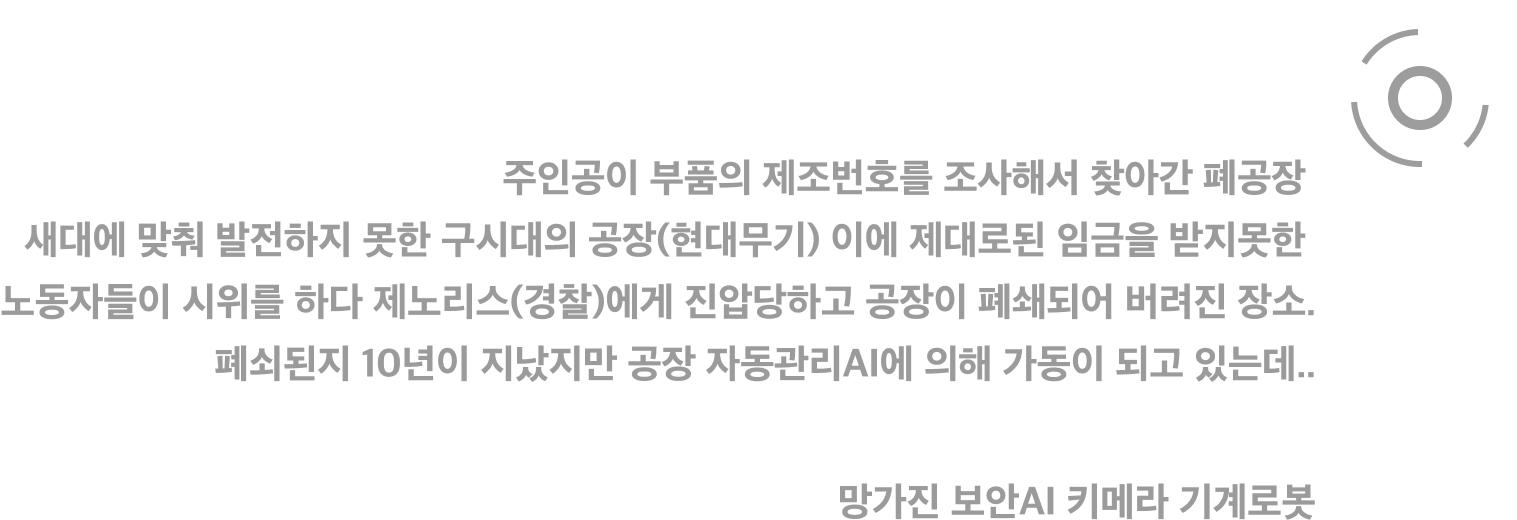 주인공이 부품의 제조번호를 조사해서 찾아간 폐공장
새대에 맞춰 발전하지 못한 구시대의 공장(현대무기) 이에 제대로된 임금을 받지못한
노동자들이 시위를 하다 제노리스(경찰)에게 진압당하고 공장이 폐쇄되어 버려진 장소.
폐쇠된지 10년이 지났지만 공장 자동관리AI에 의해 가동이 되고 있는데..
망가진 보안AI 키메라 기계로봇